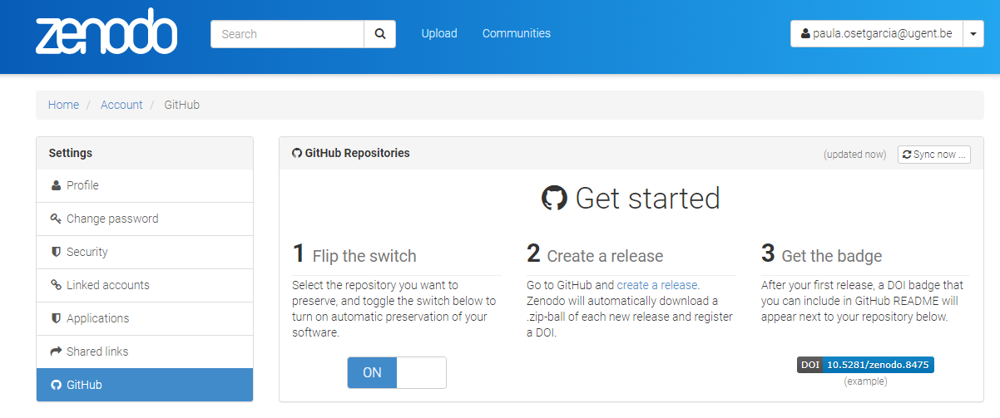 zenodo
Search
Upload
Communities
paula.osetgarcia@ugent.be
Home / Account / GitHub
Settings
Profile
Change password
Security
Linked accounts
Applications
Shared links
GitHub
GitHub Repositories
(updated now)
Sync now ...
Get started
1 Flip the switch
Select the repository you want to
preserve, and toggle the switch below to
turn on automatic preservation of your
software.
ON
2 Create a release
Go to GitHub and create a release.
Zenodo will automatically download a
.zip-ball of each new release and register
a DOI.
3 Get the badge
After your first release, a DOI badge that
you can include in GitHub README will
appear next to your repository below.
DOI 10.5281/zenodo.8475
(example)